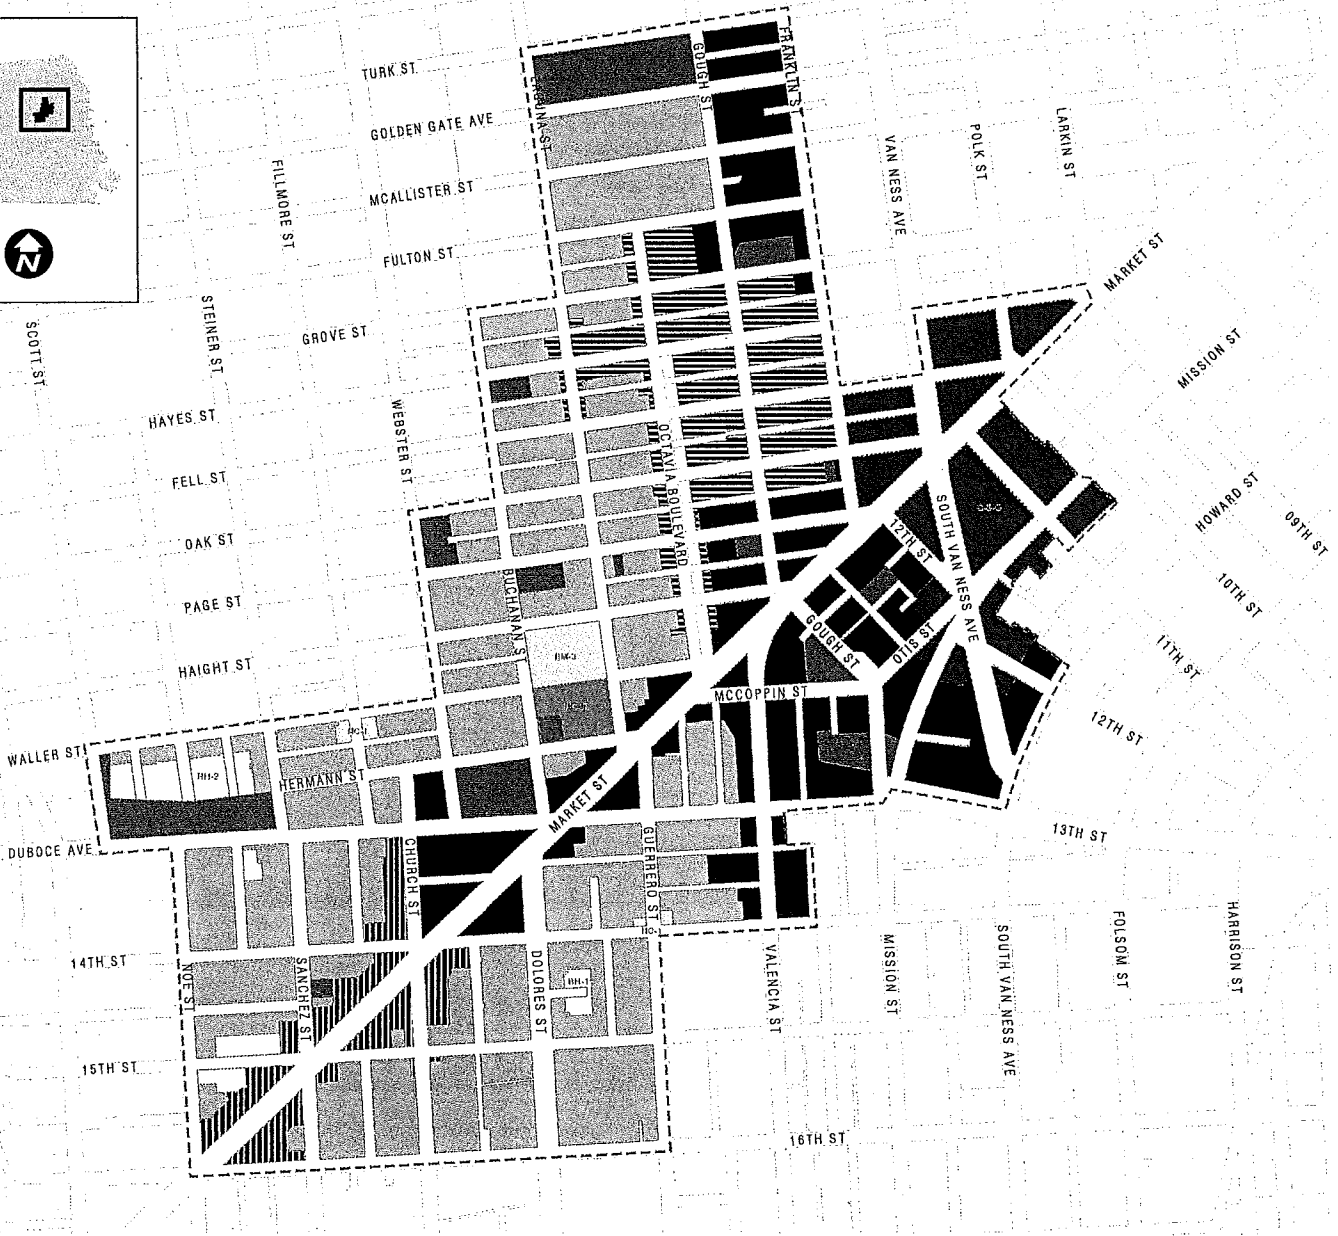 TURK ST
GOLDEN GATE AVE
MCALLISTER ST
FULTON ST
GROVE ST
HAYES ST
FELL ST
OAK ST
PAGE ST
HAIGHT ST
WALLER ST
HERMANN ST
DUBOCE AVE
14TH ST
15TH ST
16TH ST
13TH ST
SCOTT ST
STEINER ST
FILLMORE ST
WEBSTER ST
BUCHANAN ST
LAGUNA ST
OCTAVIA BOULEVARD
GOUGH ST
FRANKLIN ST
VAN NESS AVE
POLK ST
LARKIN ST
MARKET ST
MISSION ST
HOWARD ST
09TH ST
10TH ST
11TH ST
12TH ST
12TH ST
SOUTH VAN NESS AVE
GOUGH ST
OTIS ST
MCCOPPIN ST
MARKET ST
GUERRERO ST
CHURCH ST
DOLORES ST
SANCHEZ ST
NOE ST
VALENCIA ST
MISSION ST
SOUTH VAN NESS AVE
FOLSOM ST
HARRISON ST
RH-2
RH-1
N